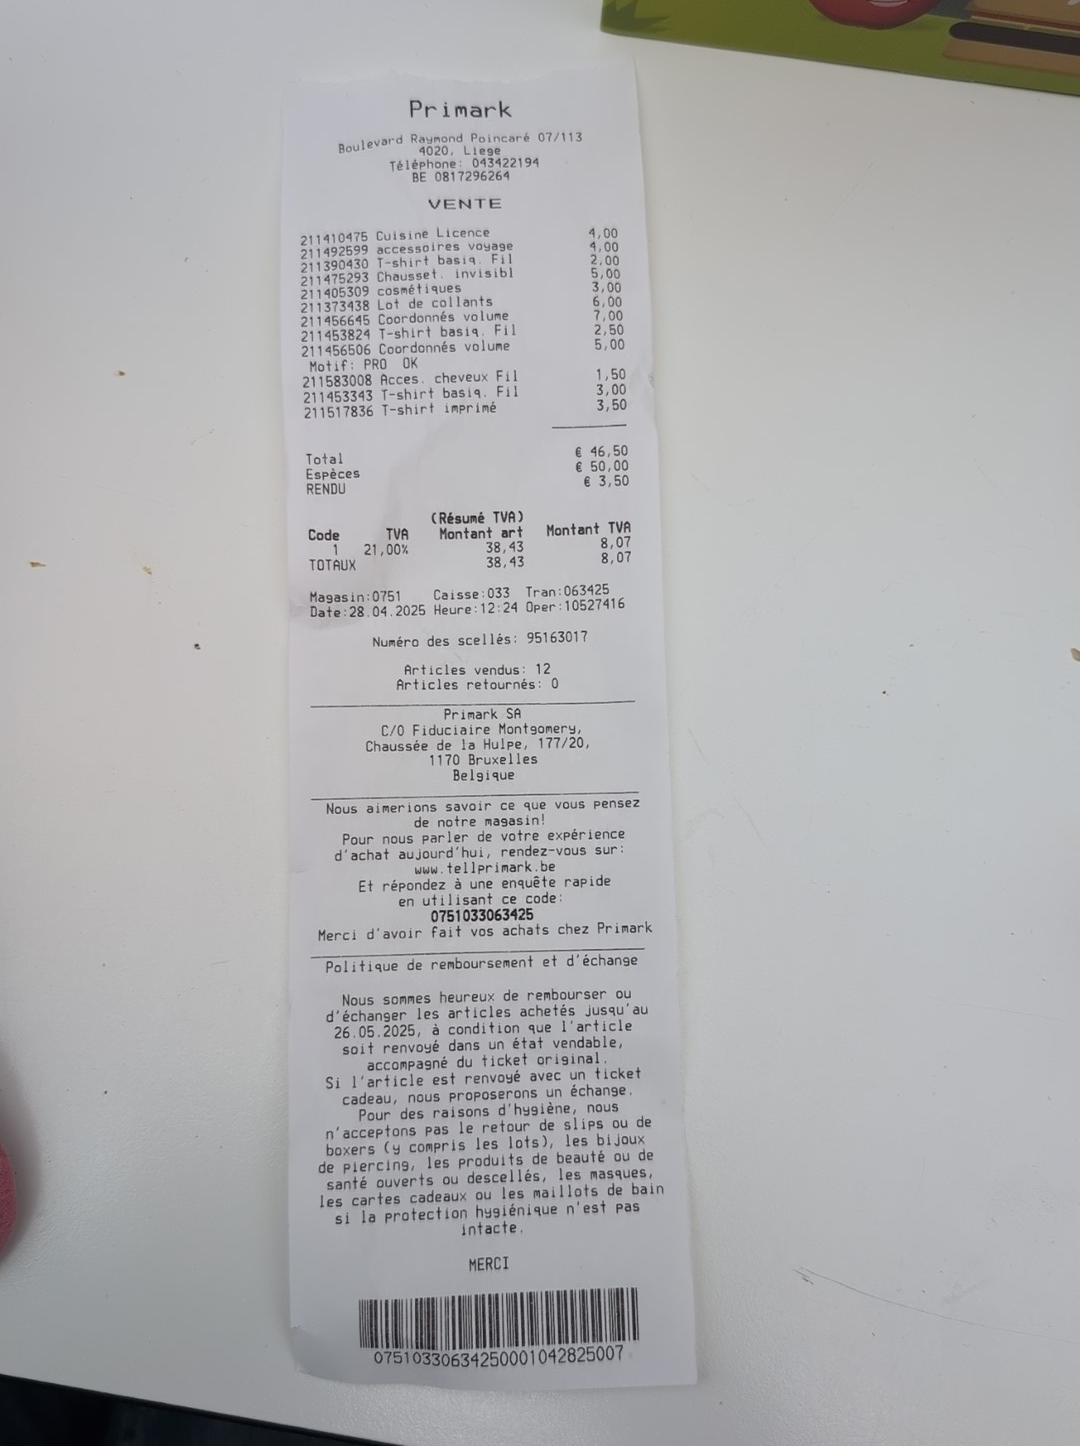 Primark
Boulevard Raymond Poincaré 07/113
4020, Liege
Téléphone: 043422194
BE 0817296264
VENTE
211410475 Cuisine Licence 4,00
211492599 accessoires voyage 4,00
211390430 T-shirt basiq. Fil 2,00
211475293 Chausset. invisibl 5,00
211405309 cosmétiques 3,00
211373438 Lot de collants 6,00
211456645 Coordonnés volume 7,00
211453824 T-shirt basiq. Fil 2,50
211456506 Coordonnés volume 5,00
Motif: PRO OK
211583008 Acces. cheveux Fil 1,50
211453343 T-shirt basiq. Fil 3,00
211517836 T-shirt imprimé 3,50
Total € 46,50
Espèces € 50,00
RENDU € 3,50
(Résumé TVA)
Code TVA Montant art Montant TVA
1 21,00% 38,43 8,07
TOTAUX 38,43 8,07
Magasin:0751 Caisse:033 Tran:063425
Date:28.04.2025 Heure:12:24 Oper:10527416
Numéro des scellés: 95163017
Articles vendus: 12
Articles retournés: 0
Primark SA
C/O Fiduciaire Montgomery,
Chaussée de la Hulpe, 177/20,
1170 Bruxelles
Belgique
Nous aimerions savoir ce que vous pensez
de notre magasin!
Pour nous parler de votre expérience
d'achat aujourd'hui, rendez-vous sur:
www.tellprimark.be
Et répondez à une enquête rapide
en utilisant ce code:
0751033063425
Merci d'avoir fait vos achats chez Primark
Politique de remboursement et d'échange
Nous sommes heureux de rembourser ou
d'échanger les articles achetés jusqu'au
26.05.2025, à condition que l'article
soit renvoyé dans un état vendable,
accompagné du ticket original.
Si l'article est renvoyé avec un ticket
cadeau, nous proposerons un échange.
Pour des raisons d'hygiène, nous
n'acceptons pas le retour de slips ou de
boxers (y compris les lots), les bijoux
de piercing, les produits de beauté ou de
santé ouverts ou descellés, les masques,
les cartes cadeaux ou les maillots de bain
si la protection hygiénique n'est pas
intacte.
MERCI
07510330634250001042825007